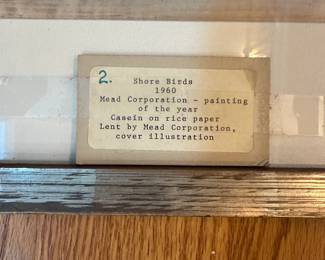 2. Shore Birds
1960
Mead Corporation - painting
of the year
Casein on rice paper
Lent by Mead Corporation,
cover illustration